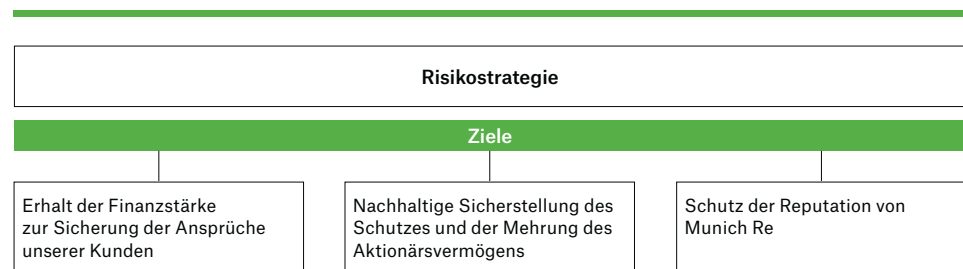 Risikostrategie
Ziele
Erhalt der Finanzstärke
zur Sicherung der Ansprüche
unserer Kunden
Nachhaltige Sicherstellung des
Schutzes und der Mehrung des
Aktionärsvermögens
Schutz der Reputation von
Munich Re